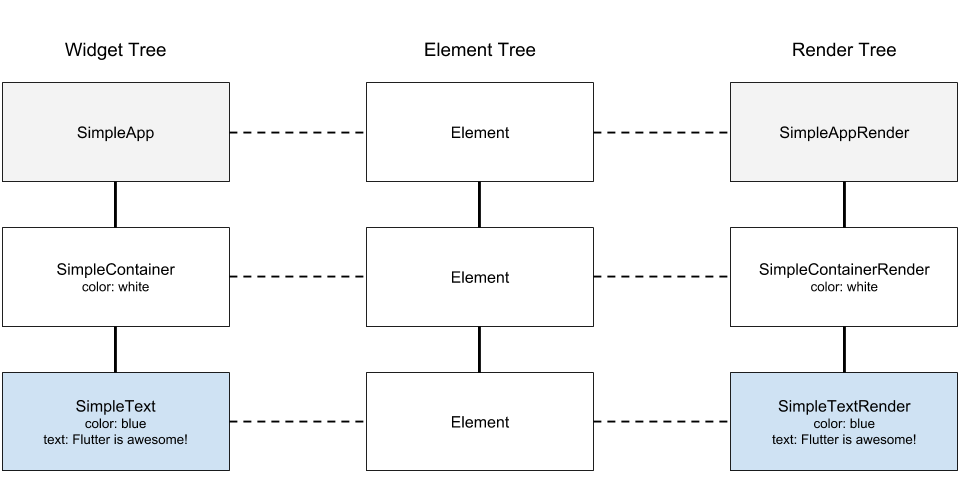 Widget Tree
Element Tree
Render Tree
SimpleApp
Element
SimpleAppRender
SimpleContainer
color: white
Element
SimpleContainerRender
color: white
SimpleText
color: blue
text: Flutter is awesome!
Element
SimpleTextRender
color: blue
text: Flutter is awesome!